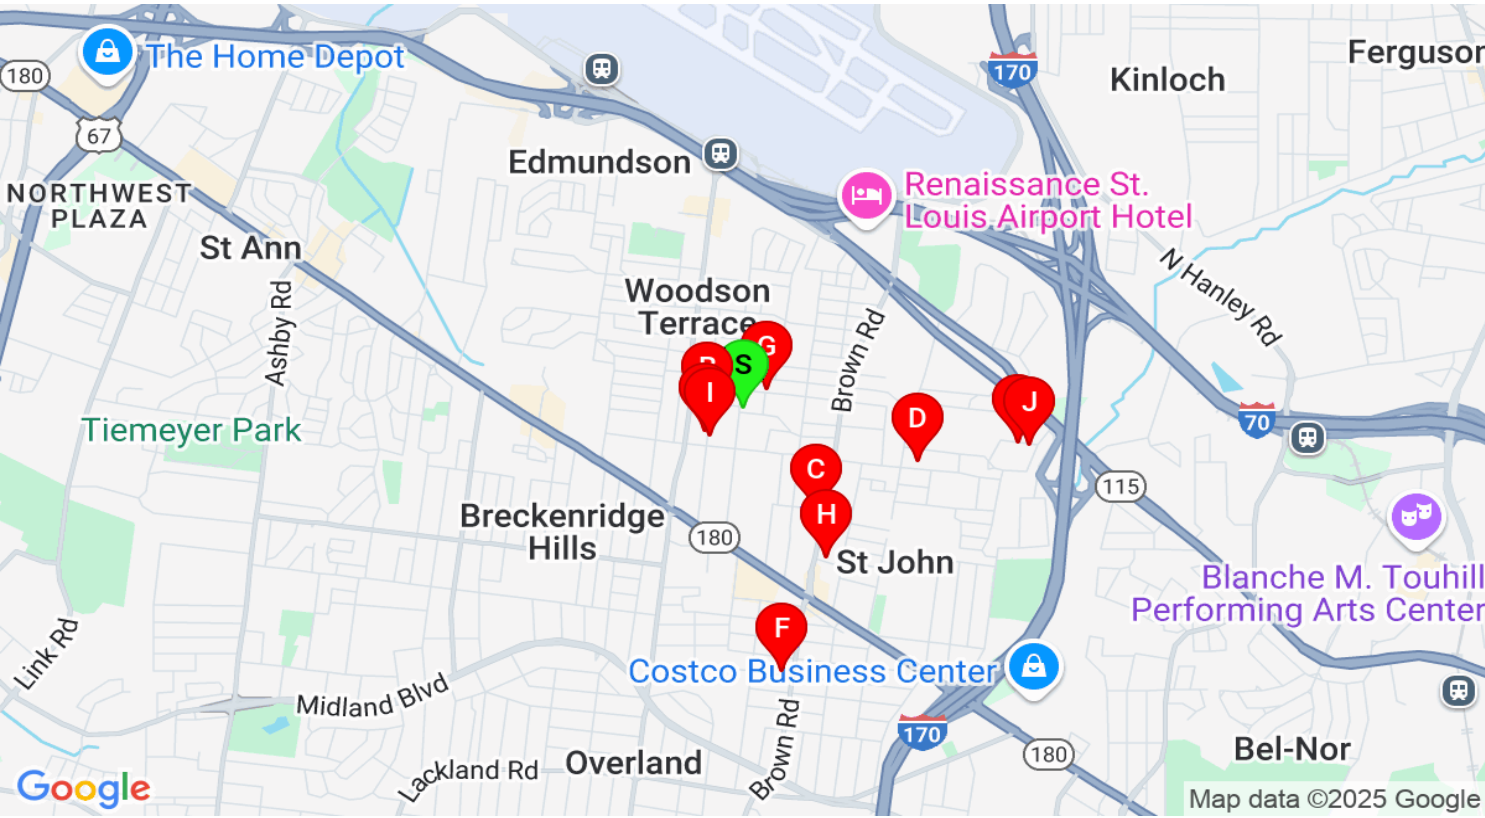 The Home Depot
180
67
NORTHWEST
PLAZA
St Ann
Ashby Rd
Tiemeyer Park
Edmundson
170
Kinloch
Ferguson
Renaissance St.
Louis Airport Hotel
N Hanley Rd
Woodson
Terrace
Brown Rd
G
S
I
D
J
C
H
F
70
115
Breckenridge
Hills
180
St John
Blanche M. Touhill
Performing Arts Center
Link Rd
Midland Blvd
Costco Business Center
170
180
Bel-Nor
Brown Rd
Overland
Lackland Rd
Google
Map data ©2025 Google